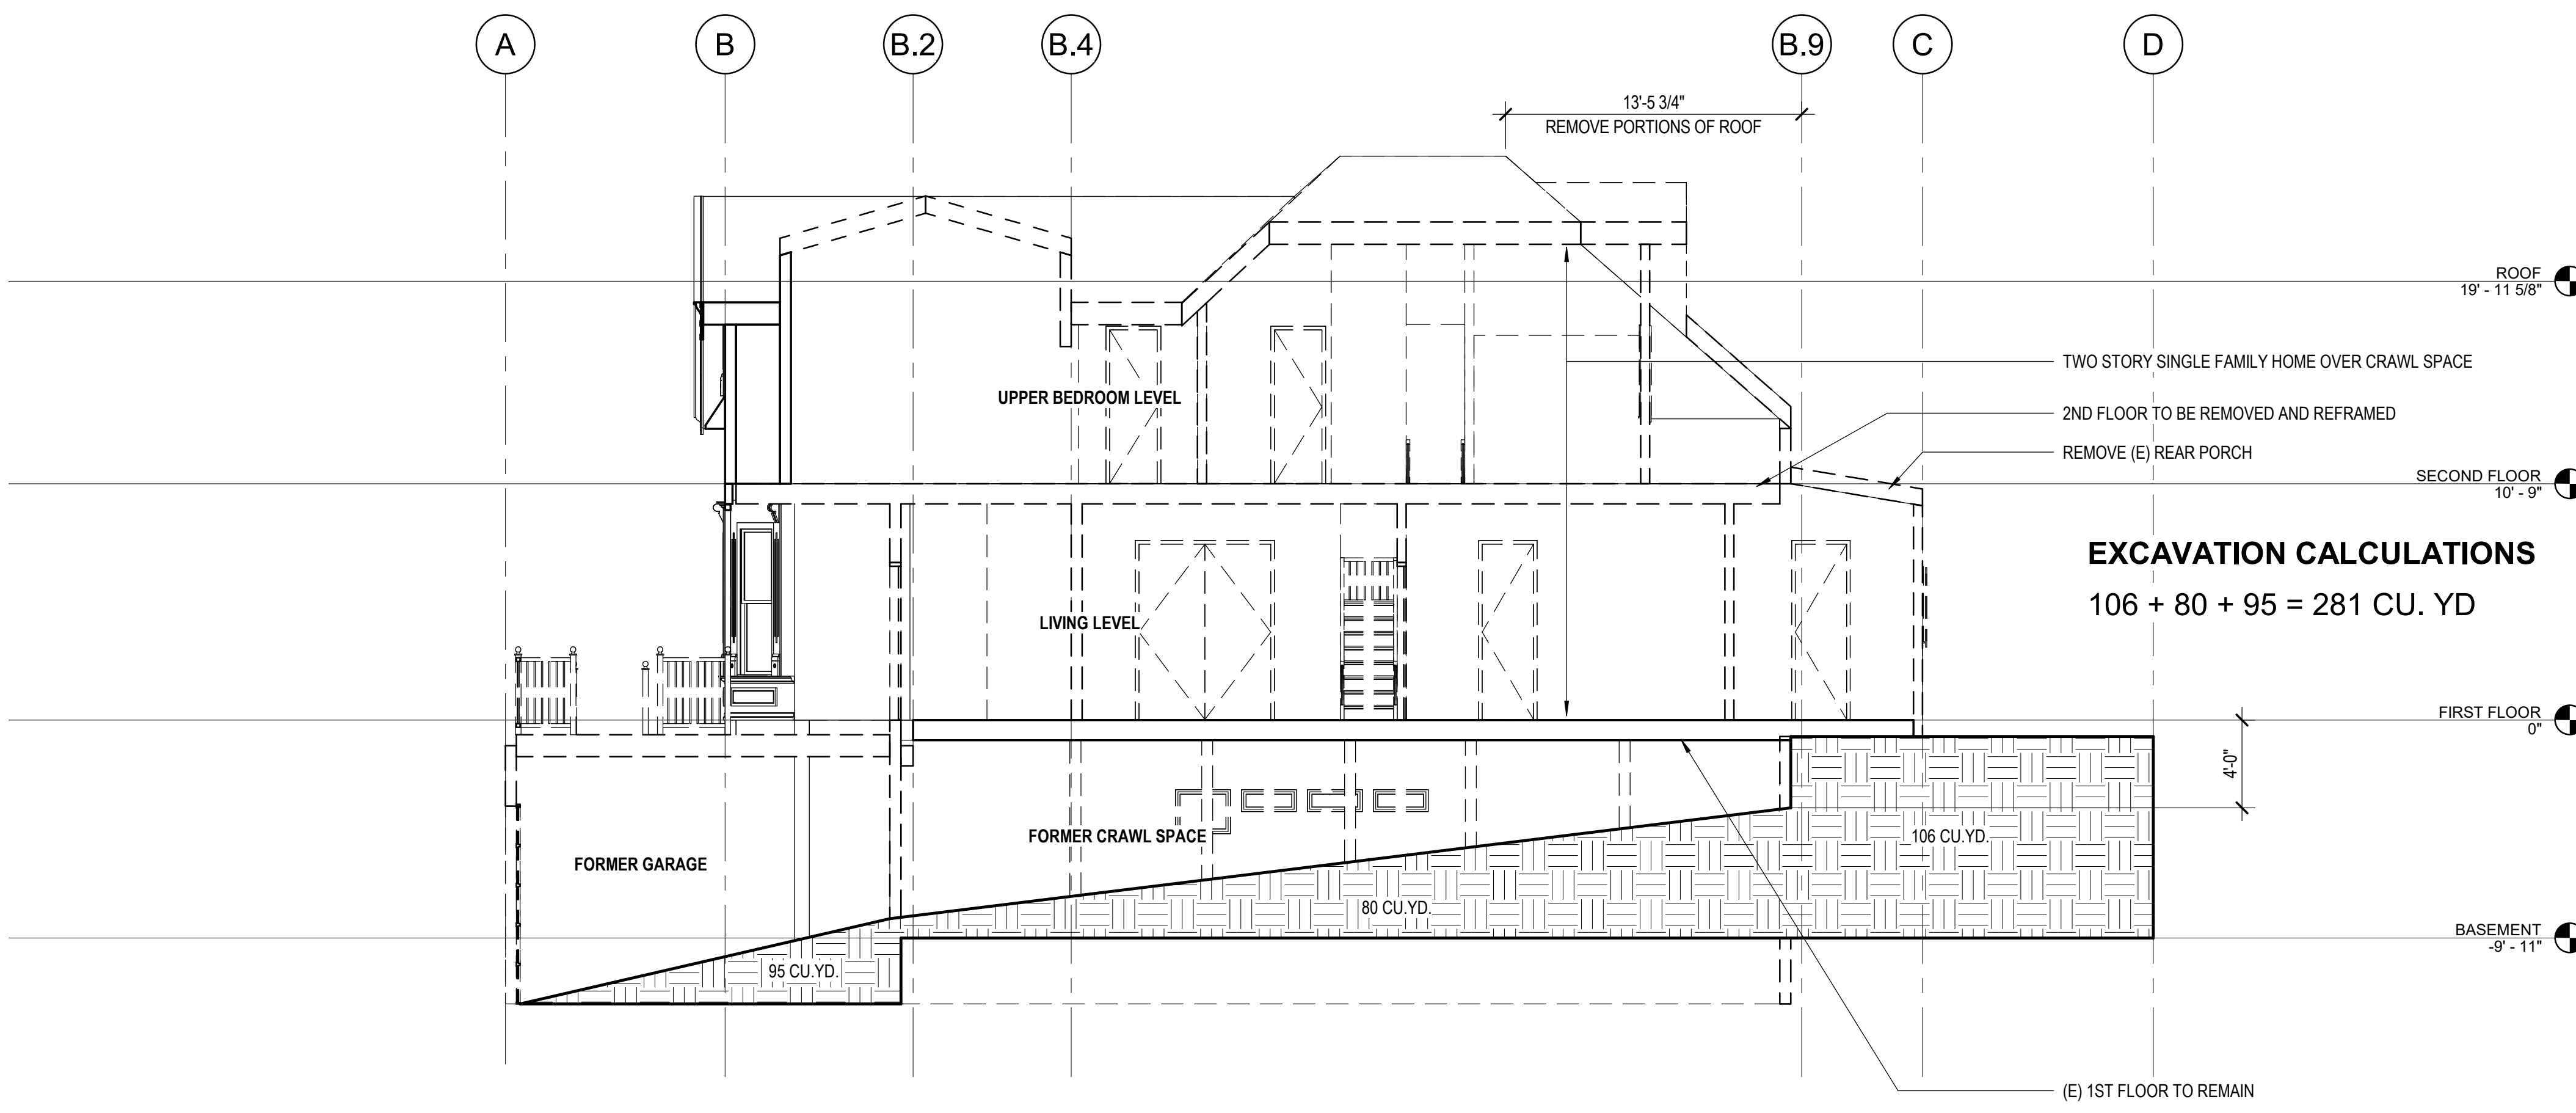 A
B
B.2
B.4
B.9
C
D
13'-5 3/4"
REMOVE PORTIONS OF ROOF
ROOF
19' - 11 5/8"
TWO STORY SINGLE FAMILY HOME OVER CRAWL SPACE
UPPER BEDROOM LEVEL
2ND FLOOR TO BE REMOVED AND REFRAMED
REMOVE (E) REAR PORCH
SECOND FLOOR
10' - 9"
EXCAVATION CALCULATIONS
106 + 80 + 95 = 281 CU. YD
LIVING LEVEL
FIRST FLOOR
0"
4'-0"
FORMER CRAWL SPACE
106 CU.YD.
FORMER GARAGE
80 CU.YD.
BASEMENT
-9' - 11"
95 CU.YD.
(E) 1ST FLOOR TO REMAIN